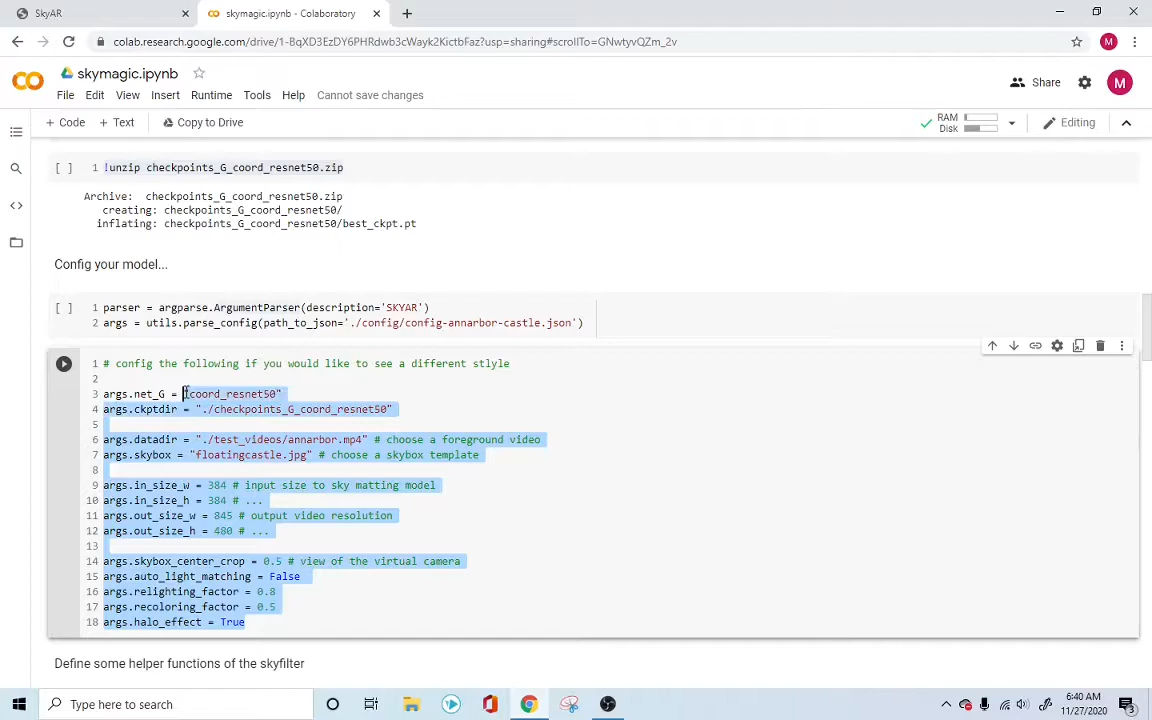 SkyAR
skymagic.ipynb - Colaboratory
colab.research.google.com/drive/1-BqXD3EzDY6PHRdwb3cWayk2KictbFaz?usp=sharing#scrollTo=GNwtyvQZm_2v
M
skymagic.ipynb
File Edit View Insert Runtime Tools Help Cannot save changes
Share
M
+ Code + Text Copy to Drive
RAM
Disk
Editing
[ ] 1 !unzip checkpoints_G_coord_resnet50.zip
Archive: checkpoints_G_coord_resnet50.zip
creating: checkpoints_G_coord_resnet50/
inflating: checkpoints_G_coord_resnet50/best_ckpt.pt
Config your model...
[ ] 1 parser = argparse.ArgumentParser(description='SKYAR')
2 args = utils.parse_config(path_to_json='./config/config-annarbor-castle.json')
1 # config the following if you would like to see a different stlyle
2
3 args.net_G = "coord_resnet50"
4 args.ckptdir = "./checkpoints_G_coord_resnet50"
5
6 args.datadir = "./test_videos/annarbor.mp4" # choose a foreground video
7 args.skybox = "floatingcastle.jpg" # choose a skybox template
8
9 args.in_size_w = 384 # input size to sky matting model
10 args.in_size_h = 384 # ...
11 args.out_size_w = 845 # output video resolution
12 args.out_size_h = 480 # ...
13
14 args.skybox_center_crop = 0.5 # view of the virtual camera
15 args.auto_light_matching = False
16 args.relighting_factor = 0.8
17 args.recoloring_factor = 0.5
18 args.halo_effect = True
Define some helper functions of the skyfilter
Type here to search
6:40 AM
11/27/2020
3